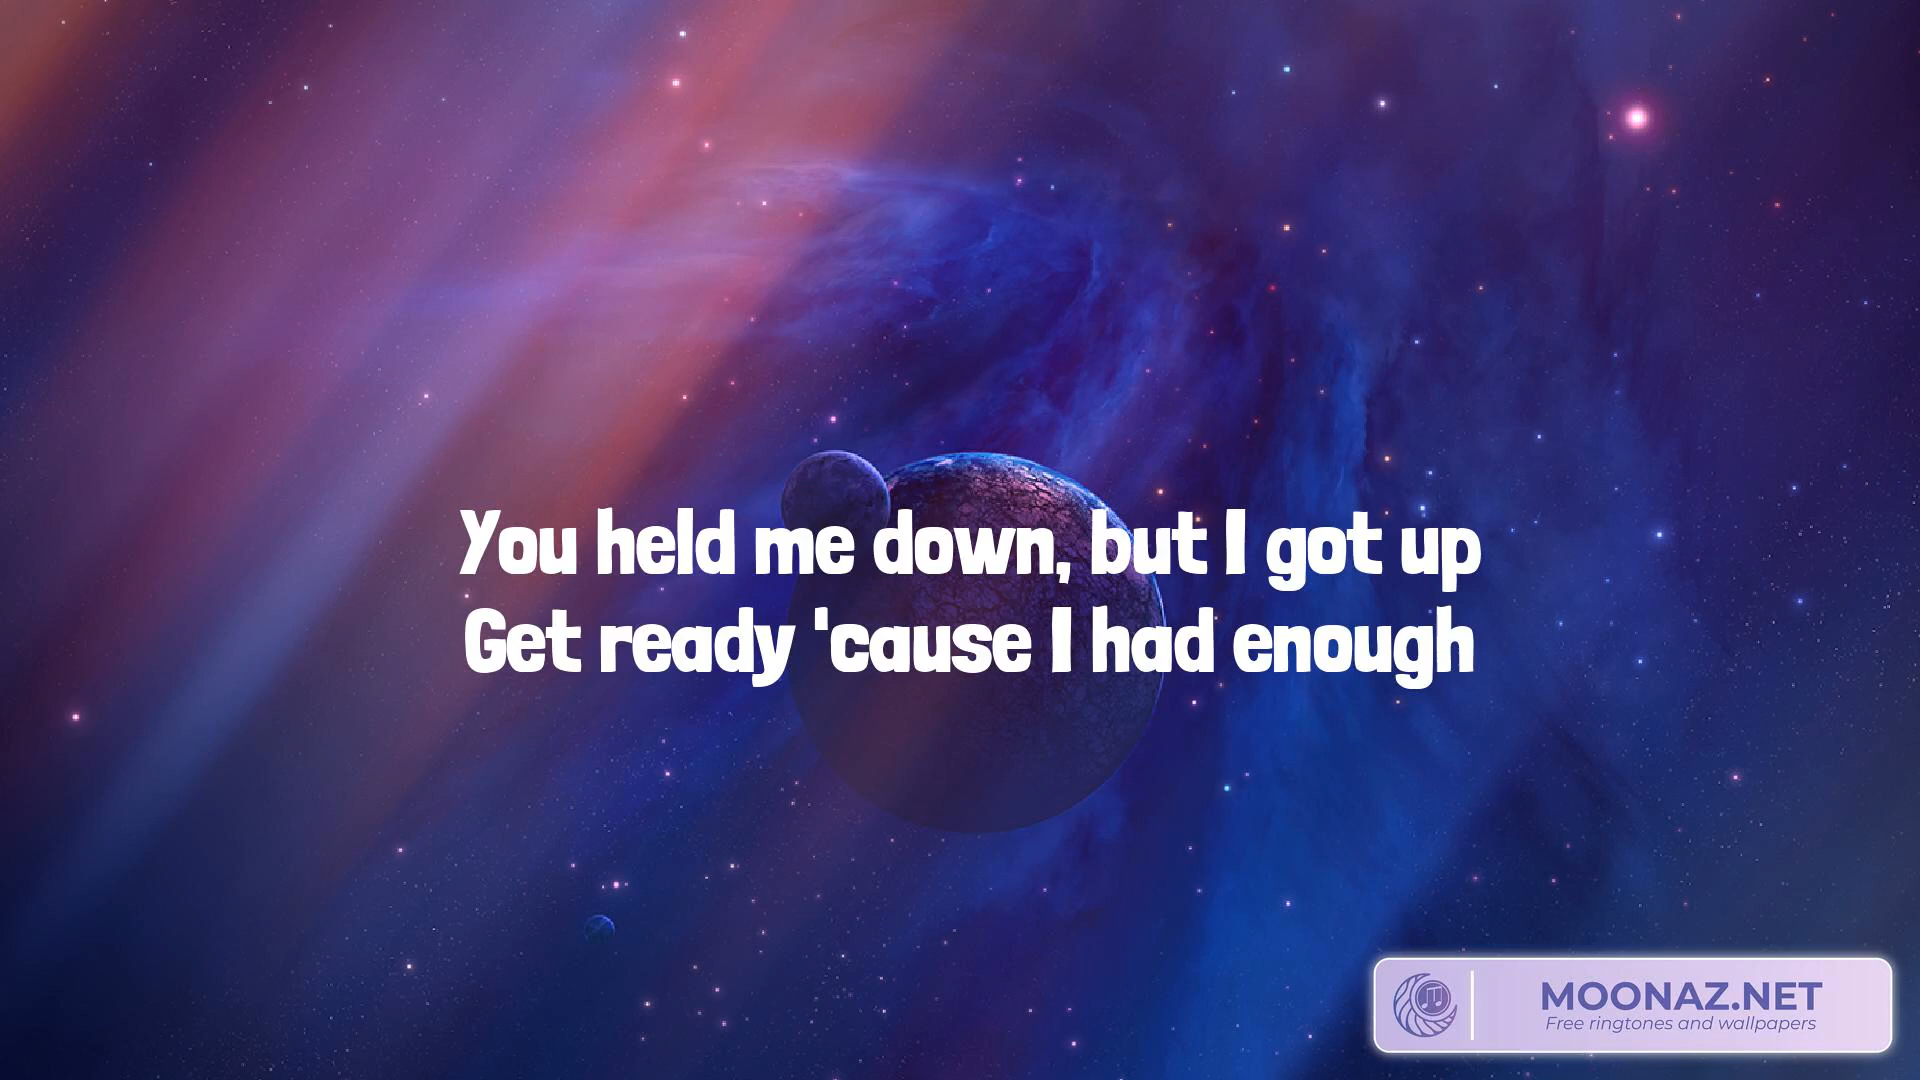 You held me down, but I got up
Get ready 'cause I had enough
MOONAZ.NET
Free ringtones and wallpapers